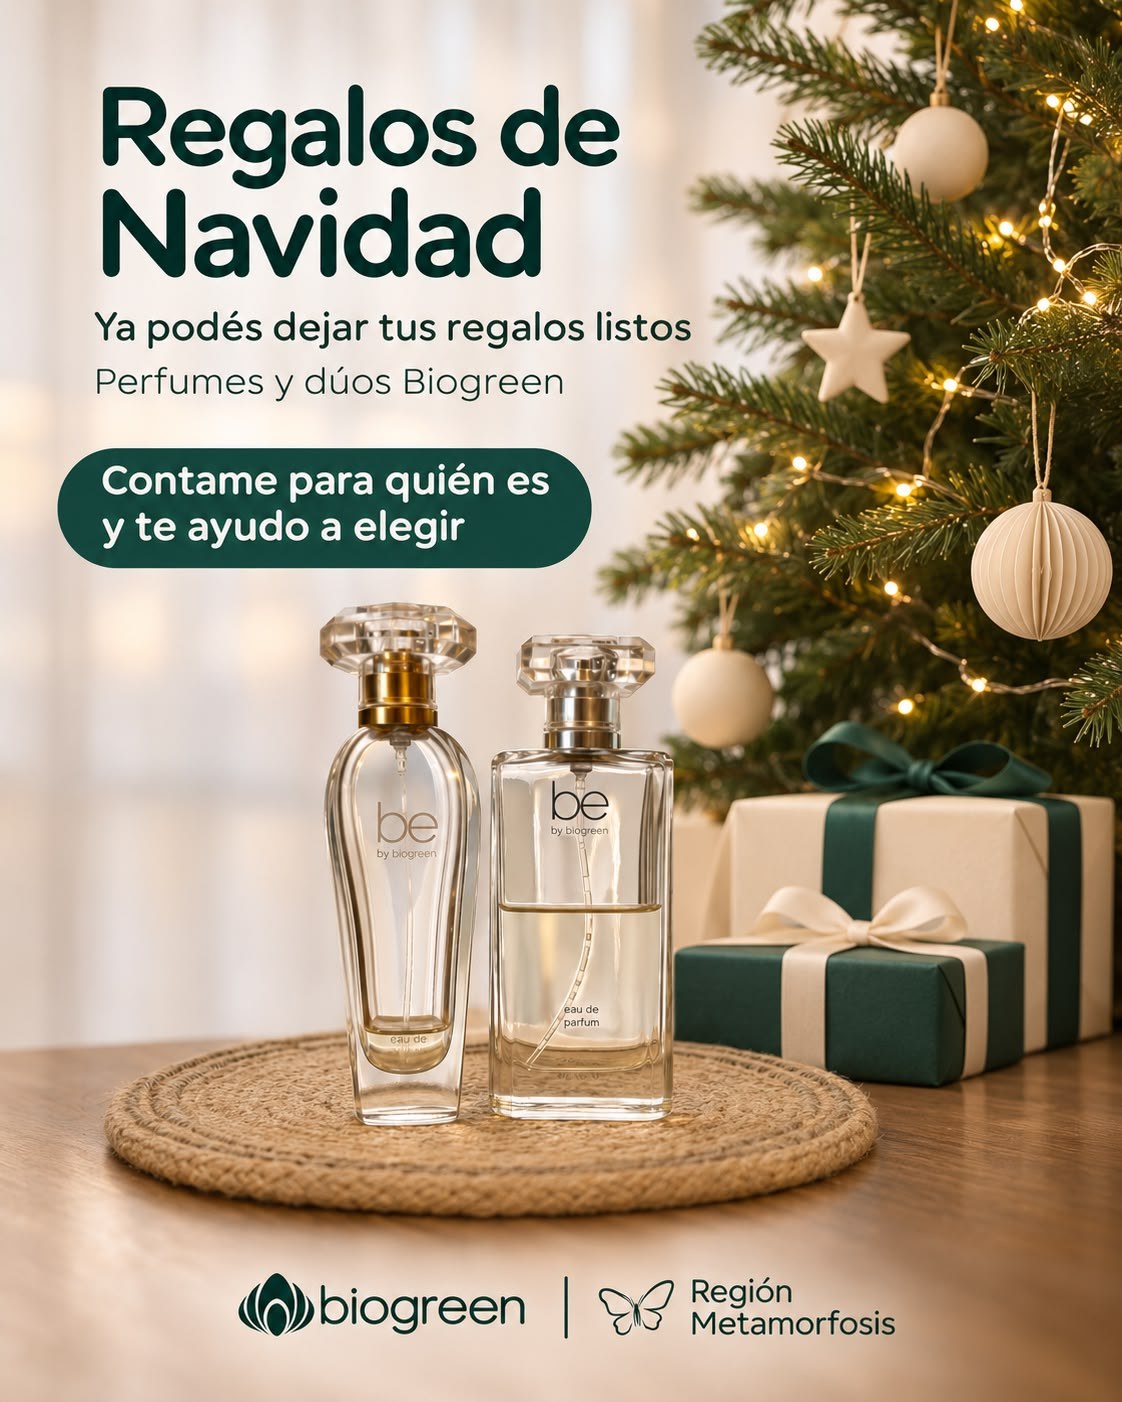 Regalos de
Navidad
Ya podés dejar tus regalos listos
Perfumes y dúos Biogreen
Contame para quién es
y te ayudo a elegir
be
by biogreen
eau de
be
by biogreen
eau de
parfum
biogreen
Región
Metamorfosis